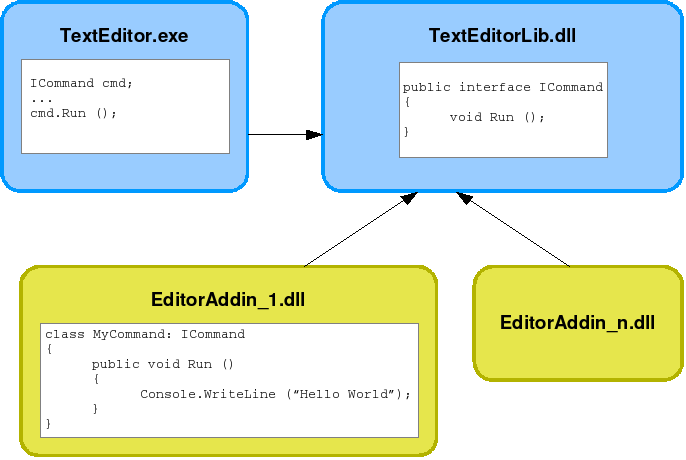 TextEditor.exe
ICommand cmd;
...
cmd.Run ();
TextEditorLib.dll
public interface ICommand
{
void Run ();
}
EditorAddin_1.dll
class MyCommand: ICommand
{
public void Run ()
{
Console.WriteLine (“Hello World”);
}
}
EditorAddin_n.dll